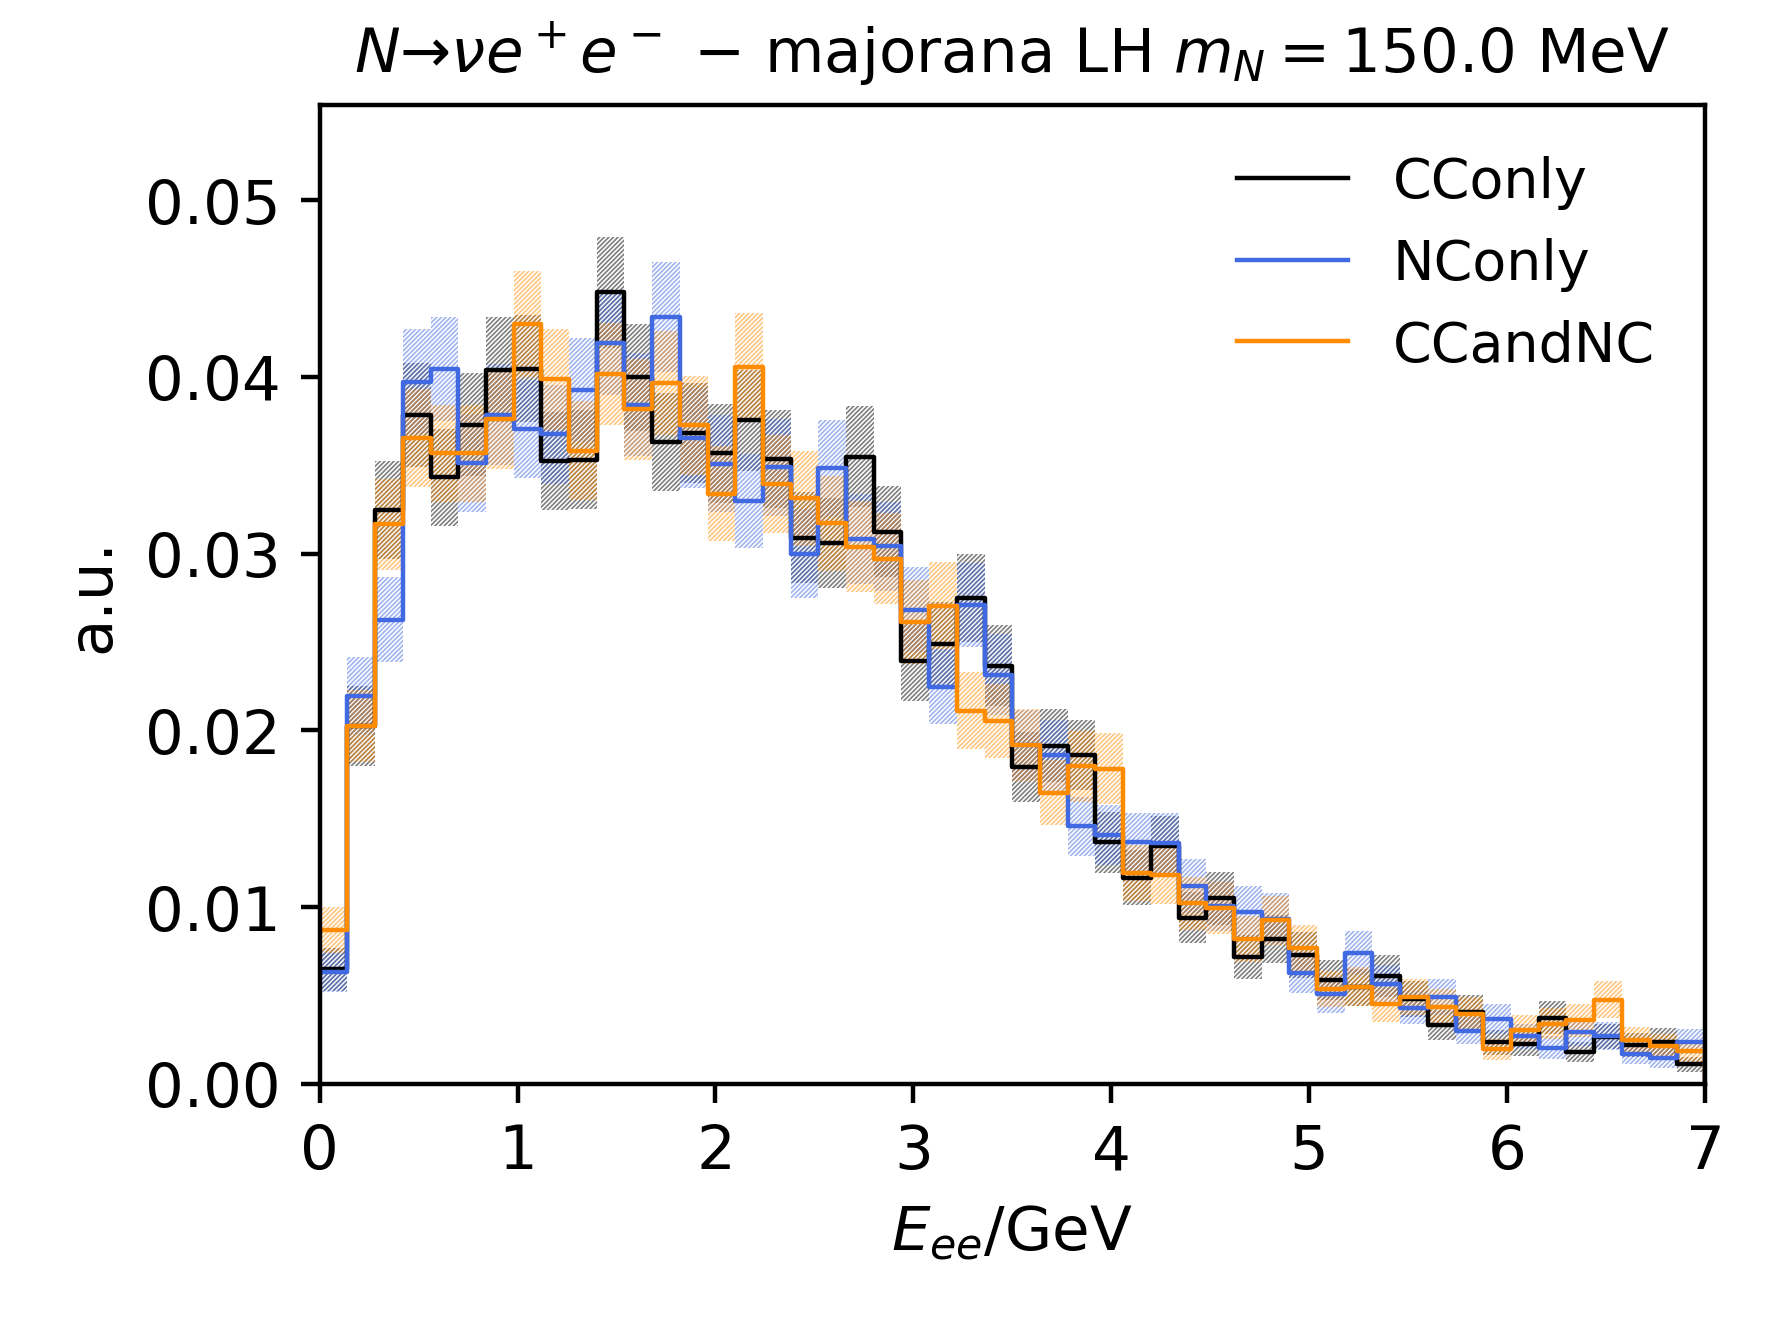 N→νe⁺e⁻ − majorana LH m_N = 150.0 MeV
CConly
NConly
CCandNC
a.u.
0.05
0.04
0.03
0.02
0.01
0.00
0 1 2 3 4 5 6 7
E_ee/GeV